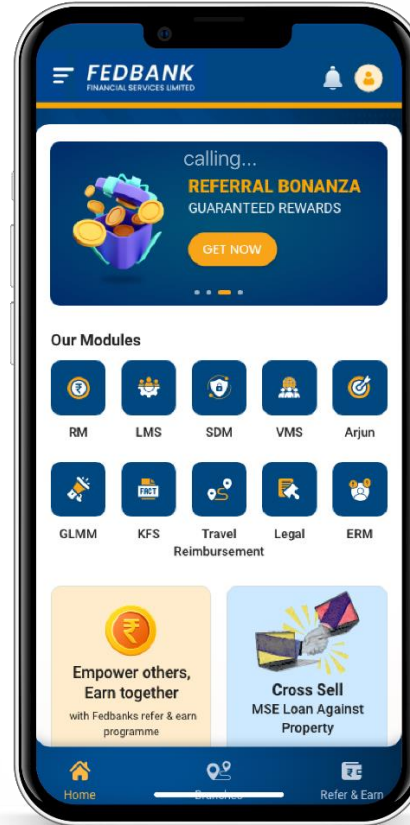 FEDBANK
FINANCIAL SERVICES LIMITED
calling...
REFERRAL BONANZA
GUARANTEED REWARDS
GET NOW
Our Modules
RM LMS SDM VMS Arjun
FACT
GLMM KFS Travel Reimbursement Legal ERM
Empower others,
Earn together
with Fedbanks refer & earn
programme
Cross Sell
MSE Loan Against
Property
Home Branches Refer & Earn